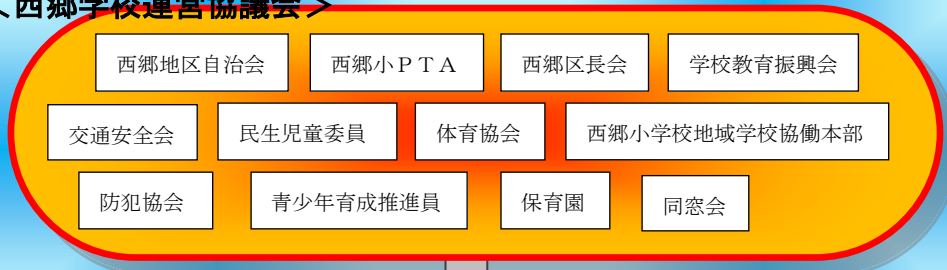 ＜西郷学校運営協議会＞
西郷地区自治会
西郷小ＰＴＡ
西郷区長会
学校教育振興会
交通安全会
民生児童委員
体育協会
西郷小学校地域学校協働本部
防犯協会
青少年育成推進員
保育園
同窓会